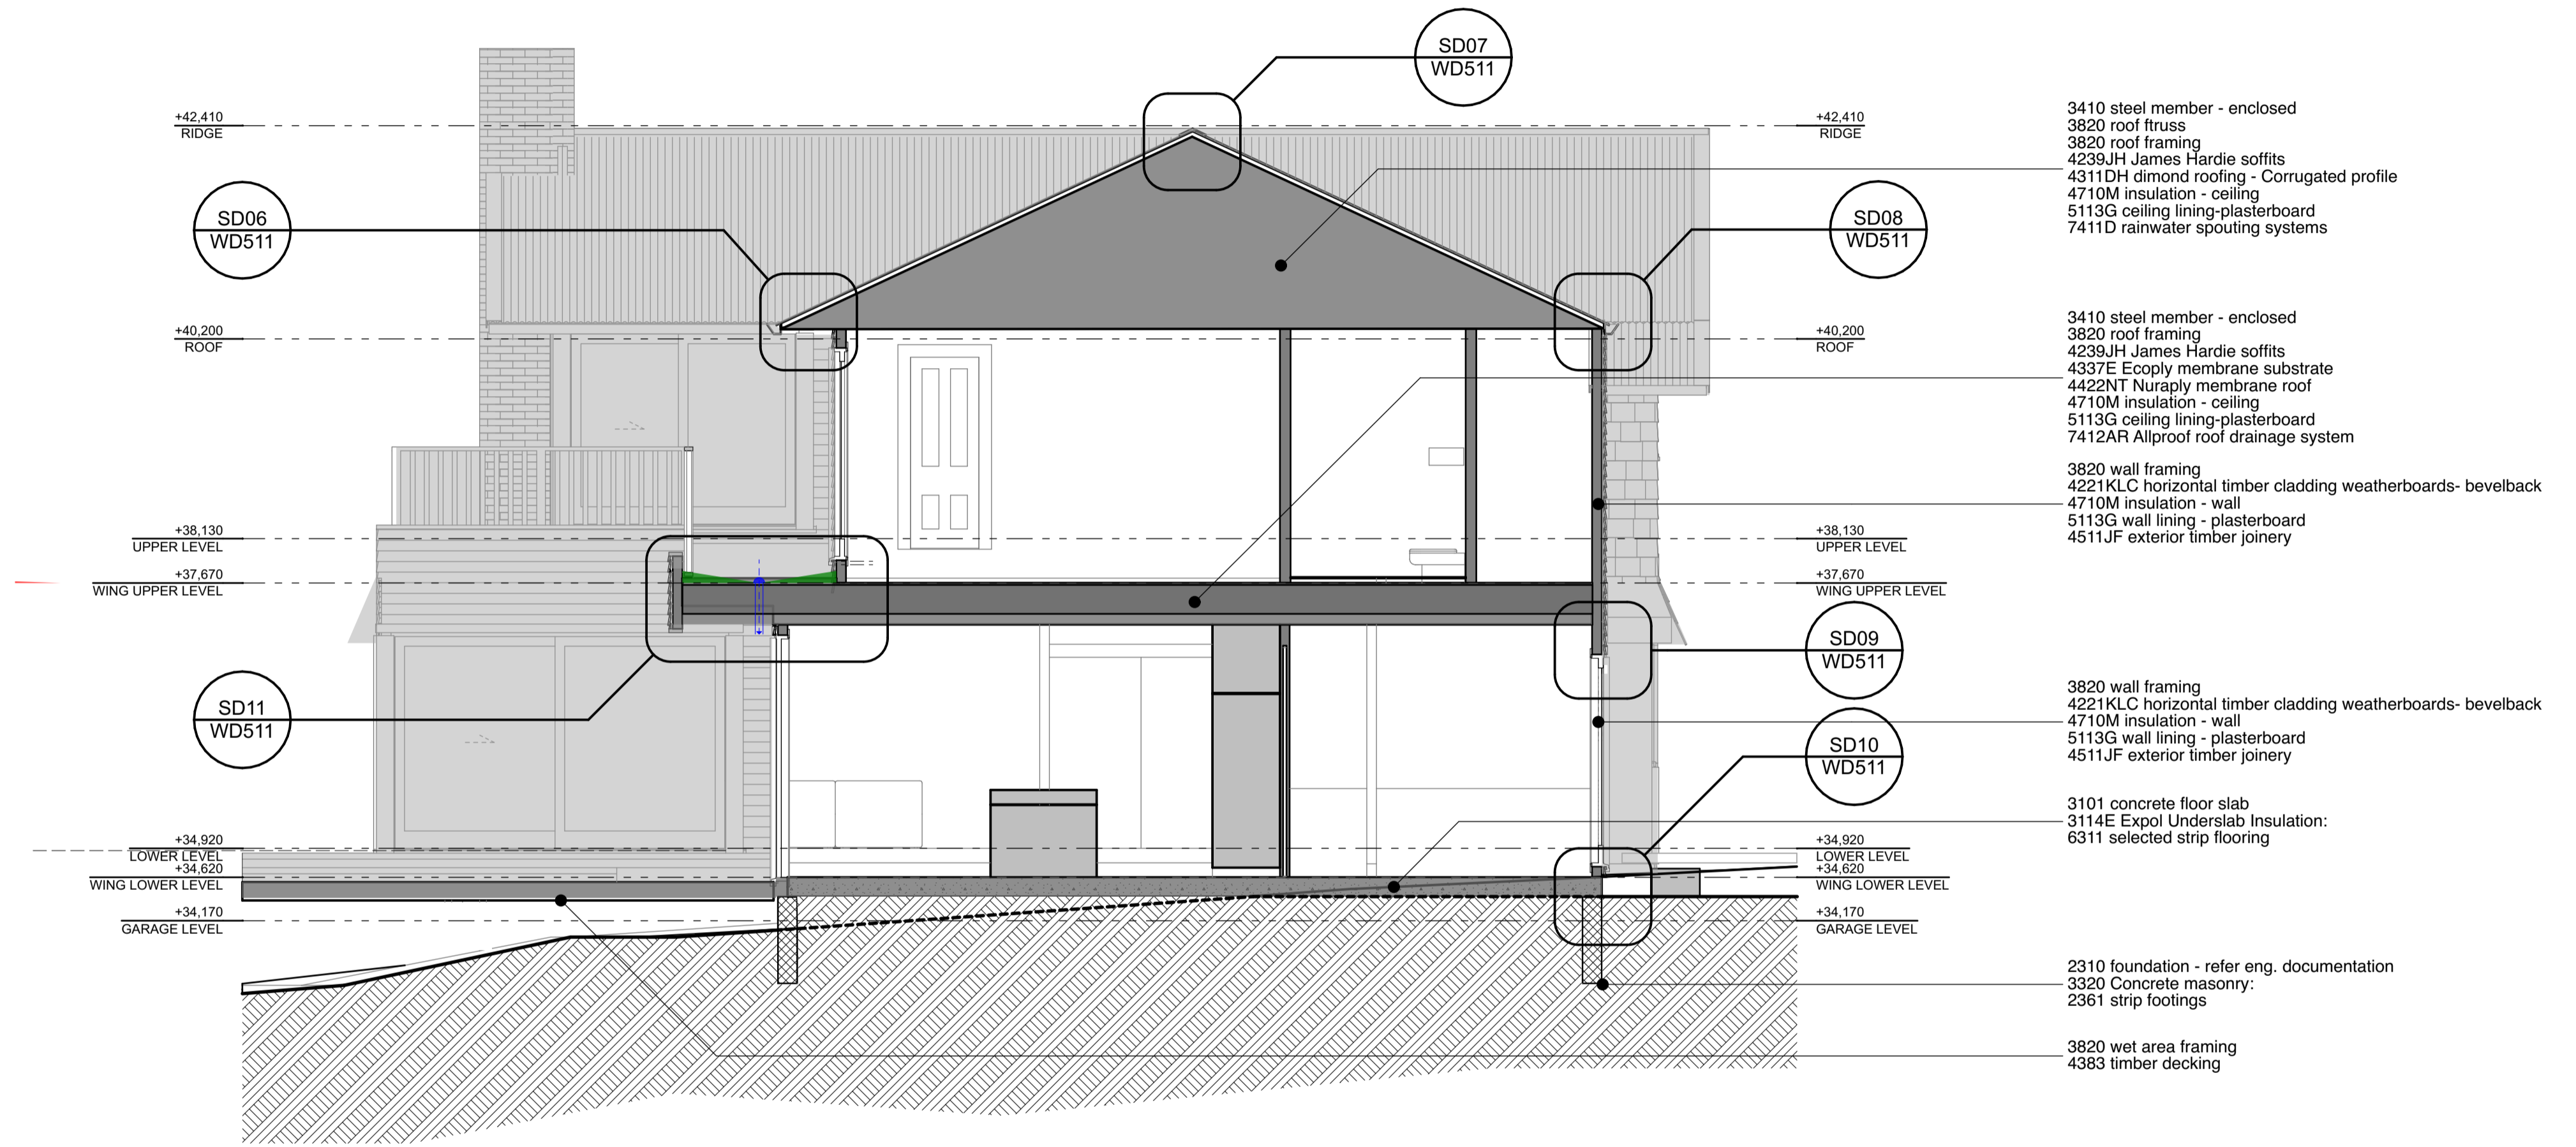 SD07
WD511
+42,410
RIDGE
+42,410
RIDGE
3410 steel member - enclosed
3820 roof ftruss
3820 roof framing
4239JH James Hardie soffits
4311DH dimond roofing - Corrugated profile
4710M insulation - ceiling
5113G ceiling lining-plasterboard
7411D rainwater spouting systems
SD06
WD511
SD08
WD511
+40,200
ROOF
+40,200
ROOF
3410 steel member - enclosed
3820 roof framing
4239JH James Hardie soffits
4337E Ecoply membrane substrate
4422NT Nuraply membrane roof
4710M insulation - ceiling
5113G ceiling lining-plasterboard
7412AR Allproof roof drainage system
3820 wall framing
4221KLC horizontal timber cladding weatherboards- bevelback
4710M insulation - wall
5113G wall lining - plasterboard
4511JF exterior timber joinery
+38,130
UPPER LEVEL
+38,130
UPPER LEVEL
+37,670
WING UPPER LEVEL
+37,670
WING UPPER LEVEL
SD09
WD511
SD11
WD511
3820 wall framing
4221KLC horizontal timber cladding weatherboards- bevelback
4710M insulation - wall
5113G wall lining - plasterboard
4511JF exterior timber joinery
SD10
WD511
3101 concrete floor slab
3114E Expol Underslab Insulation:
6311 selected strip flooring
+34,920
LOWER LEVEL
+34,620
WING LOWER LEVEL
+34,920
LOWER LEVEL
+34,620
WING LOWER LEVEL
+34,170
GARAGE LEVEL
+34,170
GARAGE LEVEL
2310 foundation - refer eng. documentation
3320 Concrete masonry:
2361 strip footings
3820 wet area framing
4383 timber decking